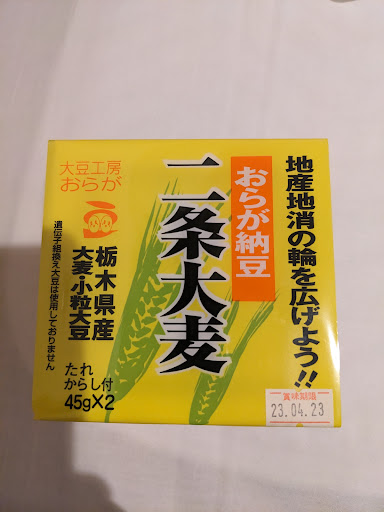 地産地消の輪を広げよう!!
おらが納豆
二条大麦
大豆工房
おらが
栃木県産
大麦・小粒大豆
遺伝子組換え大豆は使用しておりません
たれ
からし付
45g×2
賞味期限
23.04.23